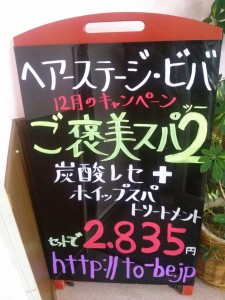 ヘアーステージ・ビバ
12月のキャンペーン
ツー
ご褒美スパ2
炭酸レセ+
ホイップスパ
トリートメント
セットで2.835円
http://to-be.jp